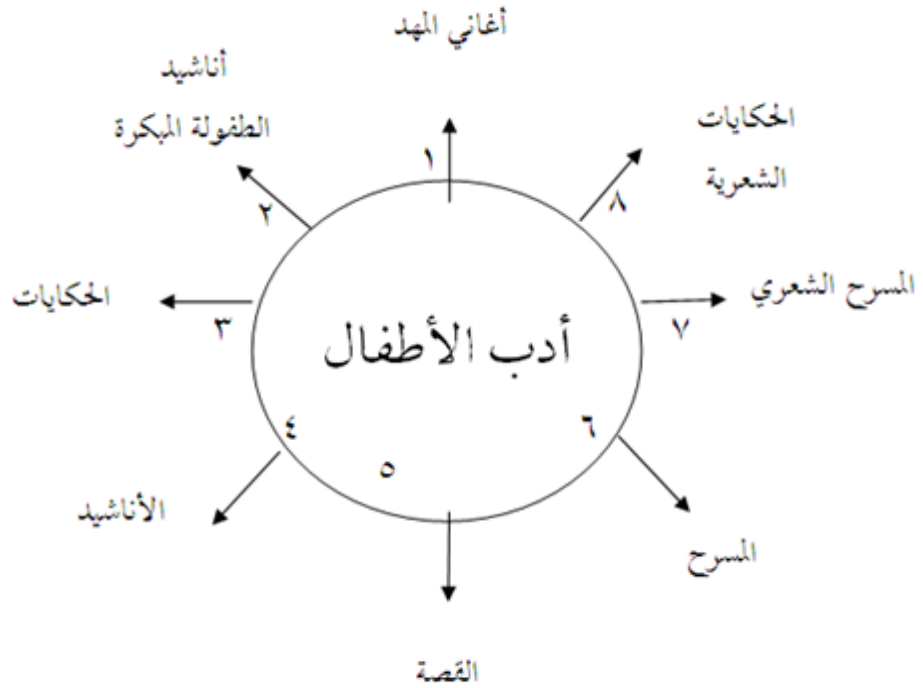 أغاني المهد
١
أناشيد
الطفولة المبكرة
٢
الحكايات
٣
أدب الأطفال
٤
الأناشيد
٥
القصة
٦
المسرح
٧
المسرح الشعري
٨
الحكايات
الشعرية